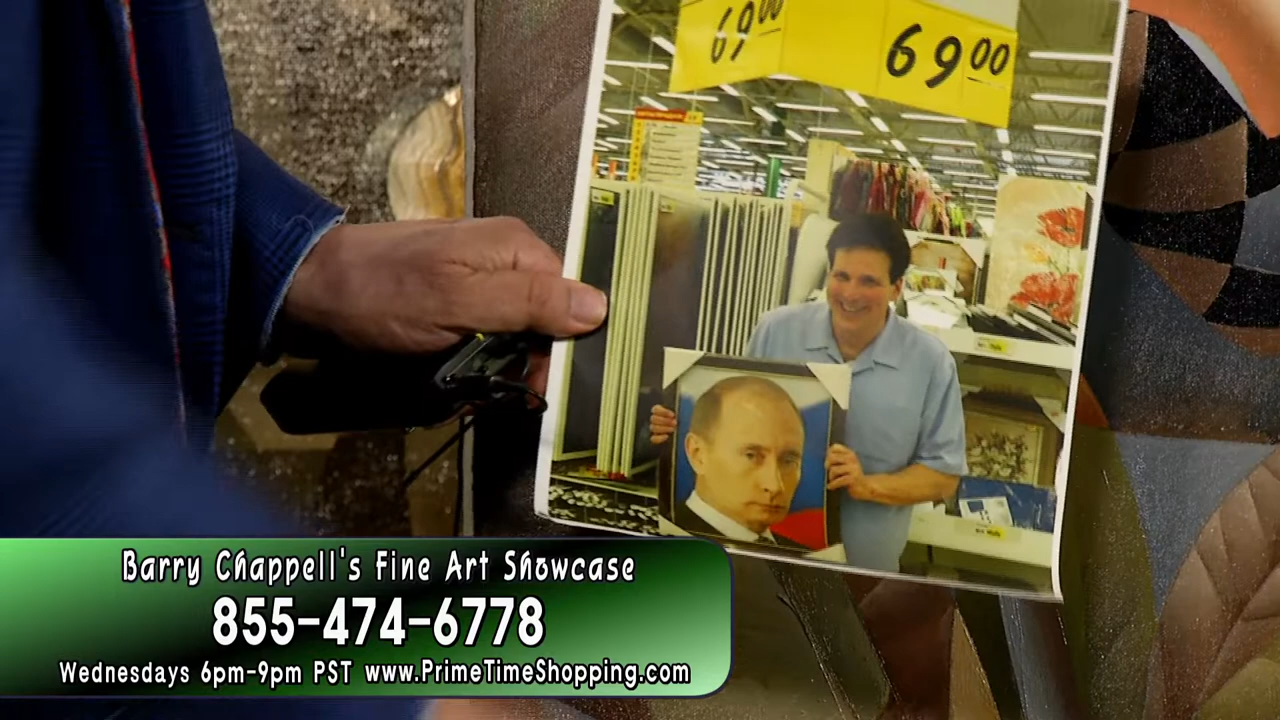 69 00
69 00
Barry Chappell's Fine Art Showcase
855-474-6778
Wednesdays 6pm-9pm PST www.PrimeTimeShopping.com